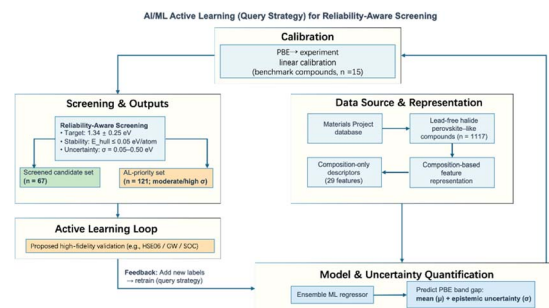 AI/ML Active Learning (Query Strategy) for Reliability-Aware Screening
Calibration
PBE→ experiment
linear calibration
(benchmark compounds, n =15)
Screening & Outputs
Reliability-Aware Screening
• Target: 1.34 ± 0.25 eV
• Stability: E_hull ≤ 0.05 eV/atom
• Uncertainty: σ = 0.05–0.50 eV
Screened candidate set
(n = 67)
AL-priority set
(n = 121; moderate/high σ)
Data Source & Representation
Materials Project
database
Lead-free halide
perovskite-like
compounds (n = 1117)
Composition-only
descriptors
(29 features)
Composition-based
feature
representation
Active Learning Loop
Proposed high-fidelity validation (e.g., HSE06 / GW / SOC)
Feedback: Add new labels
→ retrain (query strategy)
Model & Uncertainty Quantification
Ensemble ML regressor
Predict PBE band gap:
mean (μ) + epistemic uncertainty (σ)